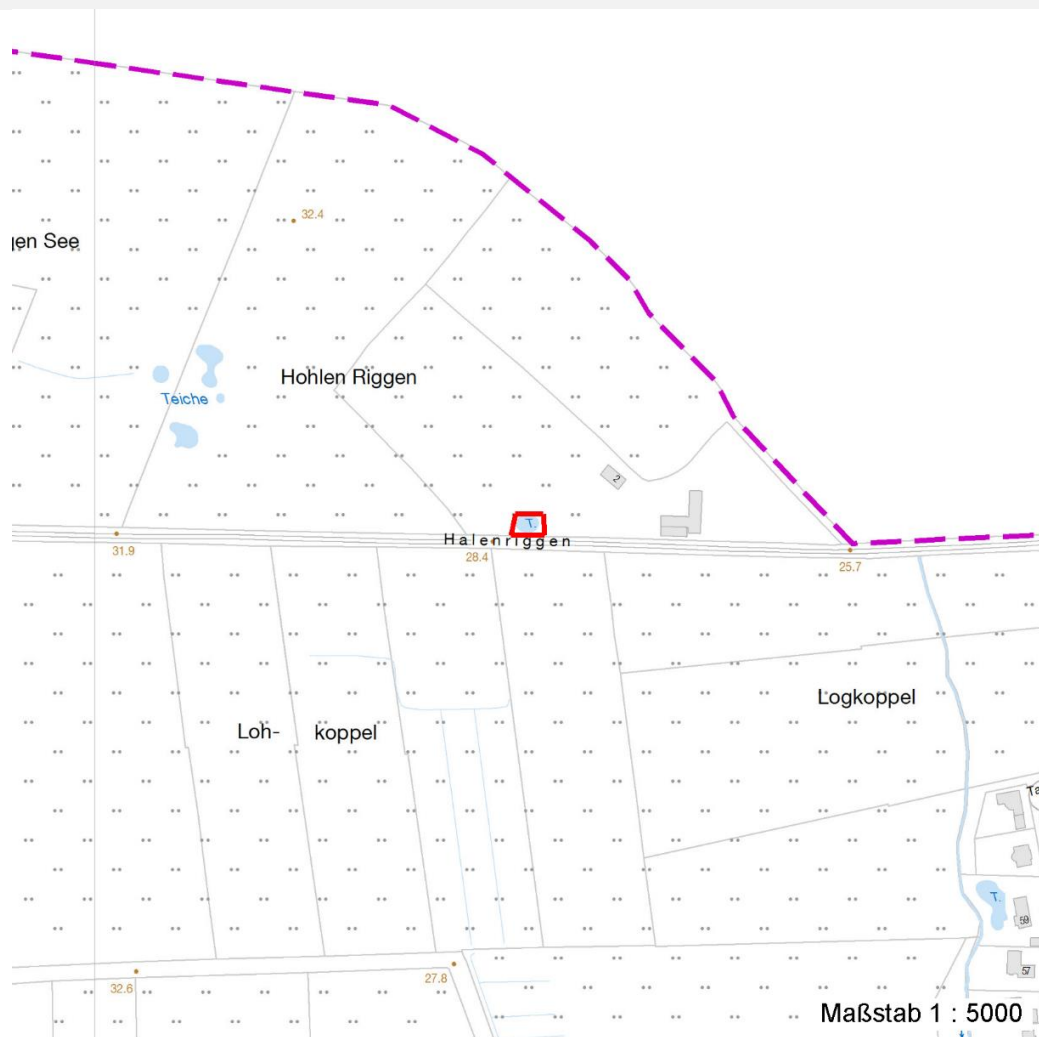 32.4
gen See
Hohlen Riggen
Teiche
2
T.
Halenriggen
31.9
28.4
25.7
Logkoppel
Loh- koppel
Ta
T.
59
57
27.8
32.6
Maßstab 1 : 5000